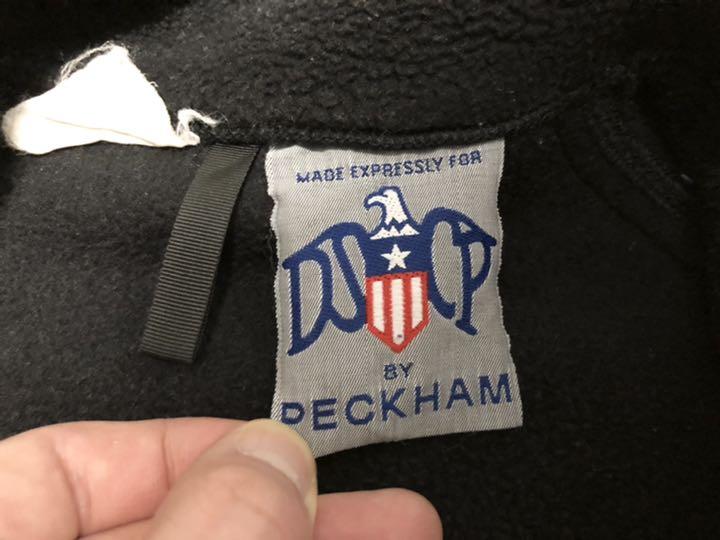 MADE EXPRESSLY FOR
DSCP
BY
PECKHAM